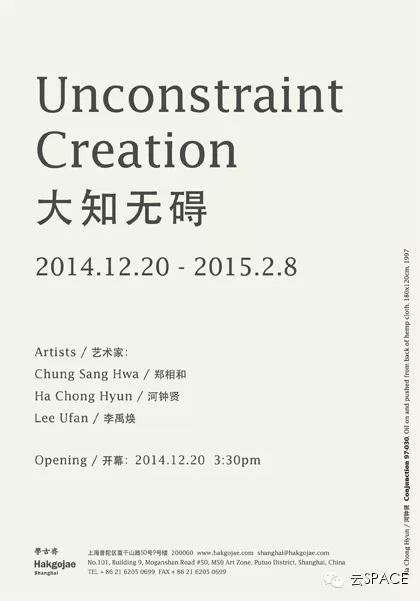 Unconstraint
Creation
大知无碍
2014.12.20 - 2015.2.8
Artists / 艺术家:
Chung Sang Hwa / 郑相和
Ha Chong Hyun / 河钟贤
Lee Ufan / 李禹焕
Opening / 开幕: 2014.12.20 3:30pm
Ha Chong Hyun / 河钟贤 Conjunction 97-030, Oil on and pushed from back of hemp cloth. 180x120cm. 1997
學古齋
Hakgojae
Shanghai
上海普陀区莫干山路50号9号楼 200060 www.hakgojae.com shanghai@hakgojae.com
No.101, Building 9, Moganshan Road #50, M50 Art Zone, Putuo District, Shanghai, China
TEL + 86 21 6205 0699 FAX + 86 21 6205 0699
云SPACE